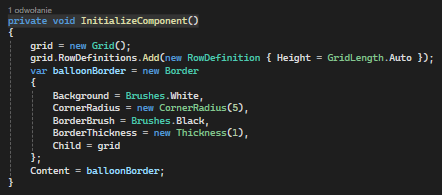 1 odwołanie
private void InitializeComponent()
{
grid = new Grid();
grid.RowDefinitions.Add(new RowDefinition { Height = GridLength.Auto });
var balloonBorder = new Border
{
Background = Brushes.White,
CornerRadius = new CornerRadius(5),
BorderBrush = Brushes.Black,
BorderThickness = new Thickness(1),
Child = grid
};
Content = balloonBorder;
}